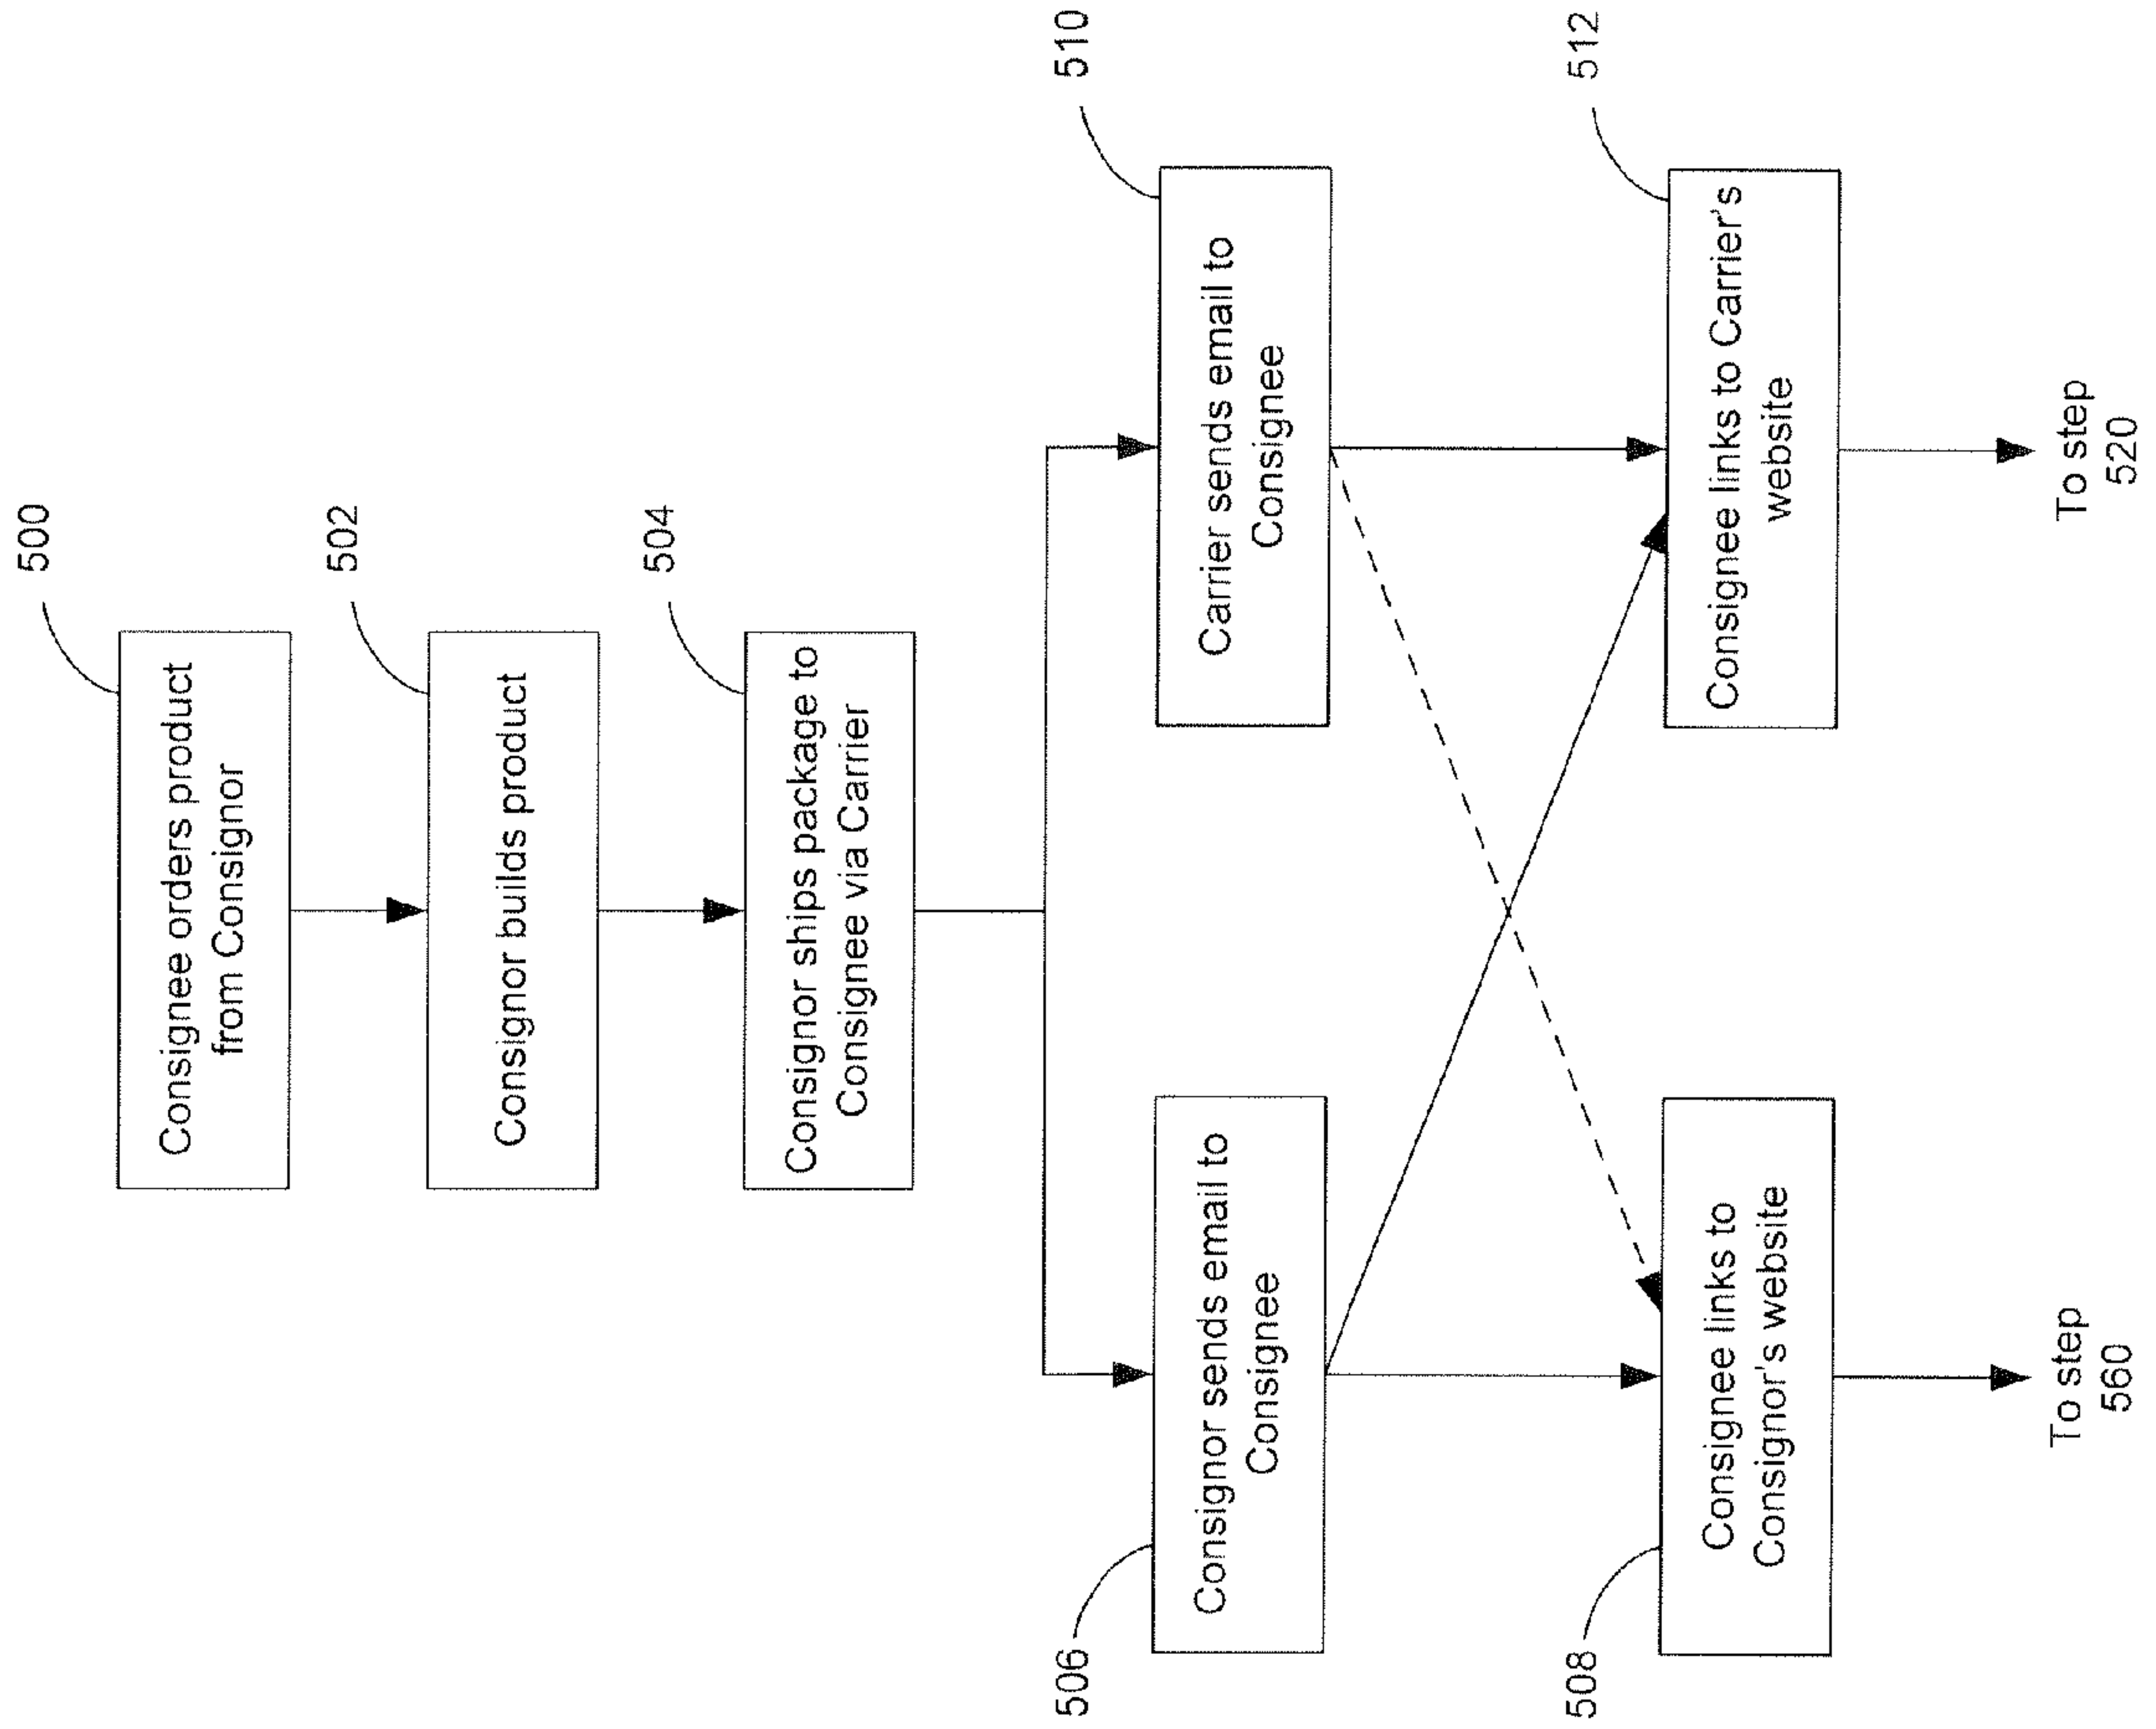 500
Consignee orders product
from Consignor
502
Consignor builds product
504
Consignor ships package to
Consignee via Carrier
506
Consignor sends email to
Consignee
510
Carrier sends email to
Consignee
508
Consignee links to
Consignor's website
512
Consignee links to Carrier's
website
To step
560
To step
520